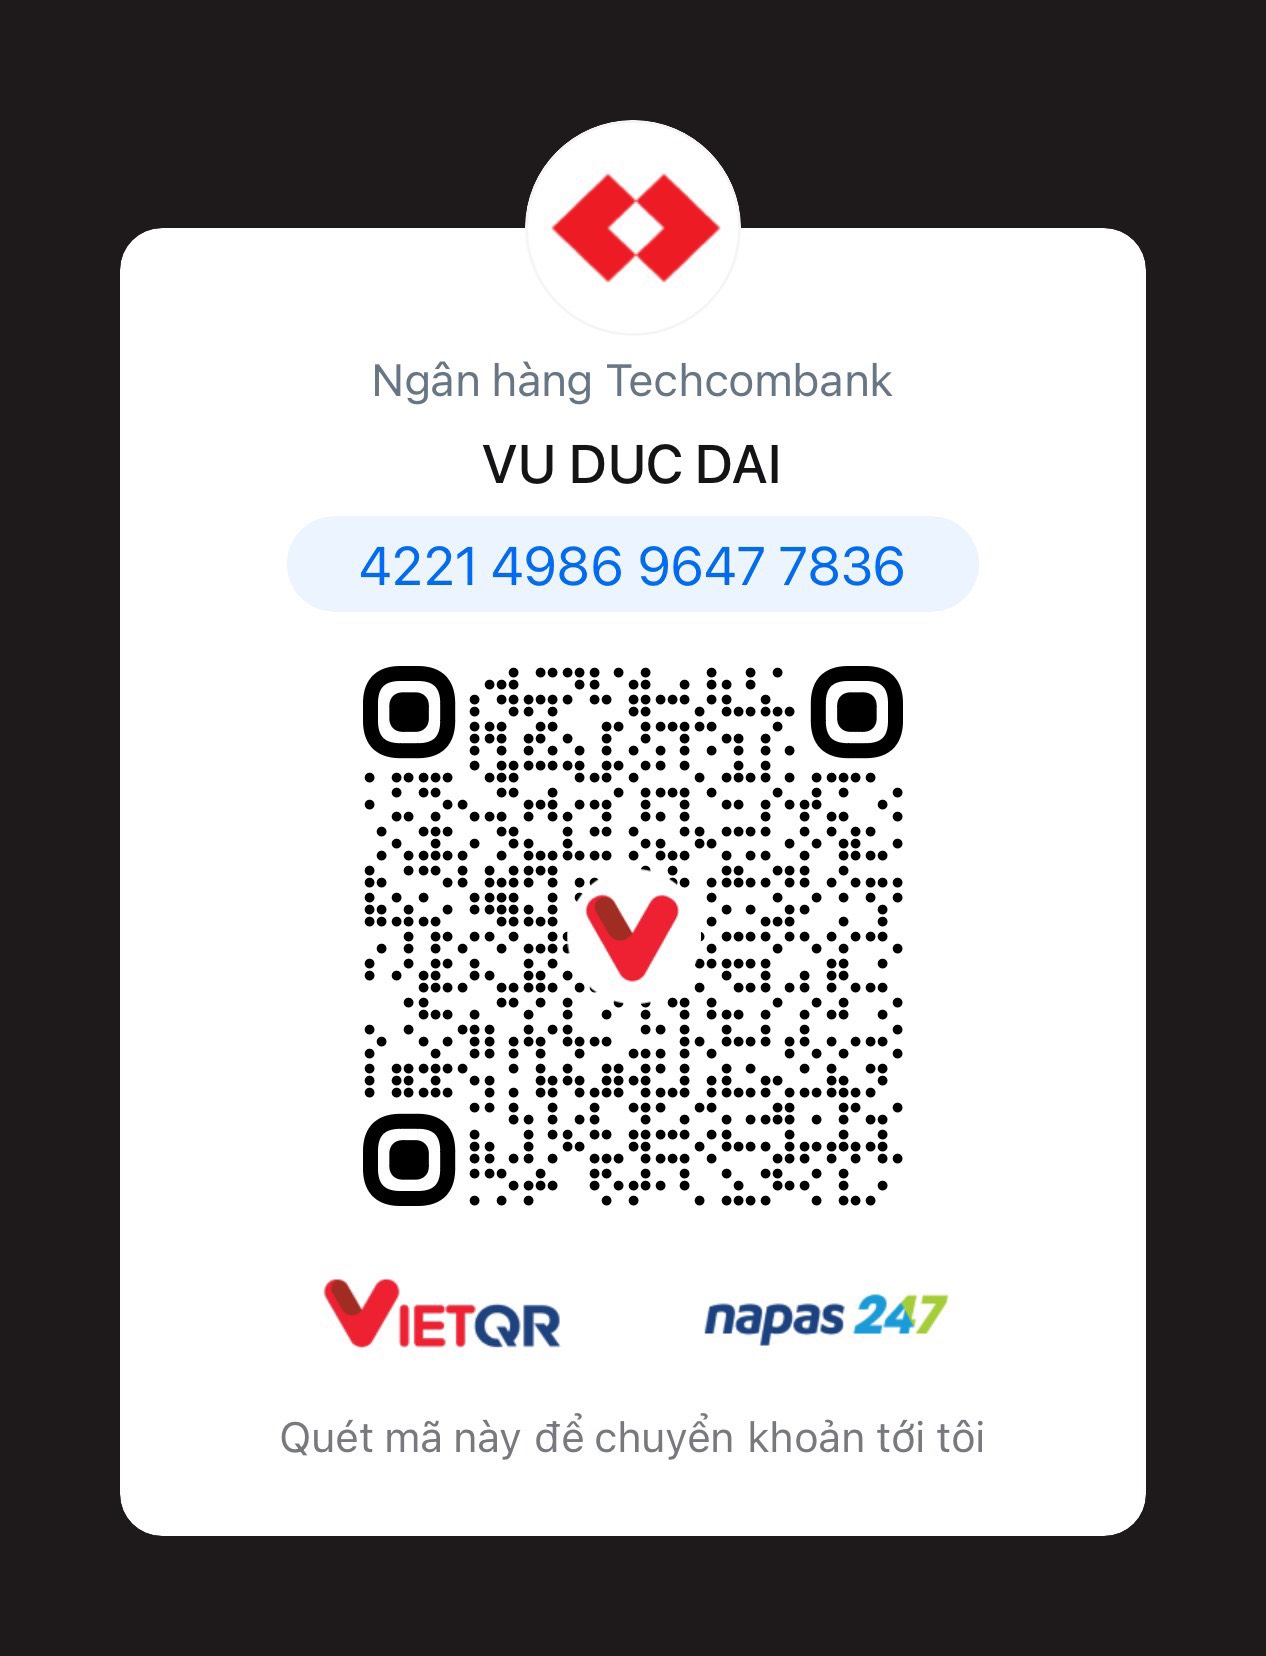 Ngân hàng Techcombank
VU DUC DAI
4221 4986 9647 7836
VIETQR
napas 247
Quét mã này để chuyển khoản tới tôi